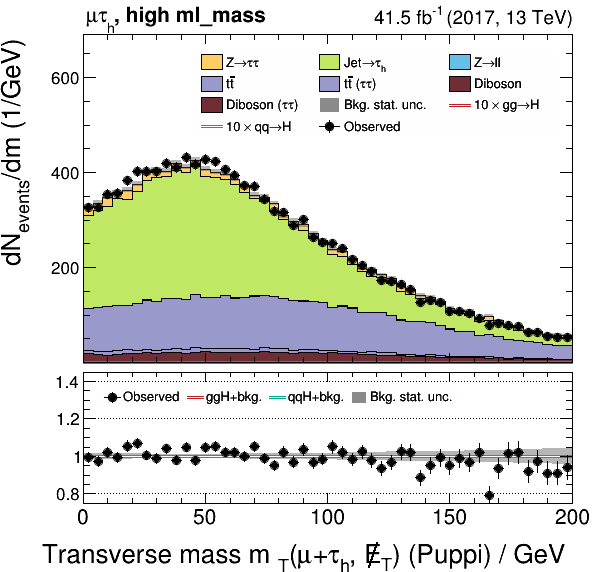 μτh, high ml_mass 41.5 fb-1 (2017, 13 TeV)
dNevents/dm (1/GeV)
600
400
200
Z→ττ Jet→τh Z→ll
tt̄ tt̄ (ττ) Diboson
Diboson (ττ) Bkg. stat. unc. 10 × gg→H
10 × qq→H Observed
1.4
1.2
1
0.8
Observed ggH+bkg. qqH+bkg. Bkg. stat. unc.
0 50 100 150 200
Transverse mass m T(μ+τh, E̸T) (Puppi) / GeV